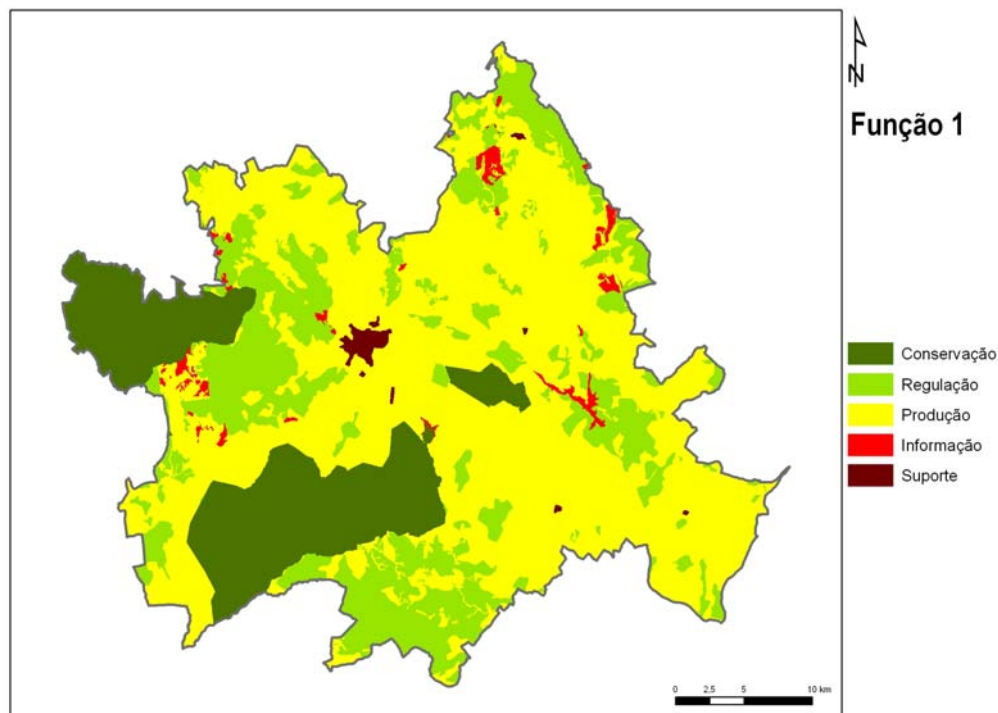 N
Função 1
Conservação
Regulação
Produção
Informação
Suporte
0 2.5 5 10 km